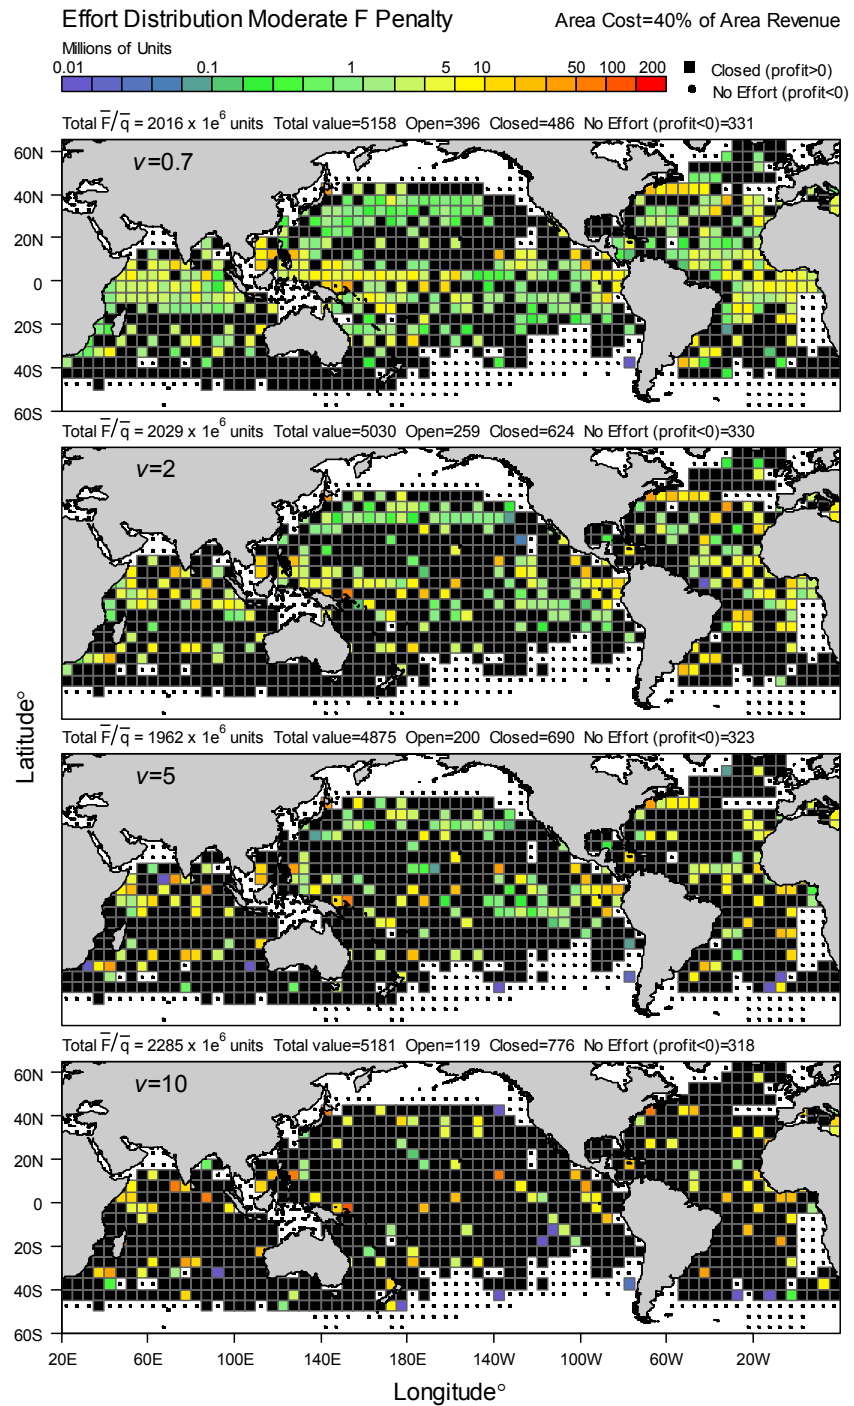 Effort Distribution Moderate F Penalty Area Cost=40% of Area Revenue
Millions of Units
0.01 0.1 1 5 10 50 100 200
Closed (profit>0)
No Effort (profit<0)
Total F̅/q̅ = 2016 x 1e⁶ units Total value=5158 Open=396 Closed=486 No Effort (profit<0)=331
60N
v=0.7
40N
20N
0
20S
40S
60S
Total F̅/q̅ = 2029 x 1e⁶ units Total value=5030 Open=259 Closed=624 No Effort (profit<0)=330
v=2
Total F̅/q̅ = 1962 x 1e⁶ units Total value=4875 Open=200 Closed=690 No Effort (profit<0)=323
v=5
Latitude°
Total F̅/q̅ = 2285 x 1e⁶ units Total value=5181 Open=119 Closed=776 No Effort (profit<0)=318
60N
v=10
40N
20N
0
20S
40S
60S
20E 60E 100E 140E 180E 140W 100W 60W 20W
Longitude°